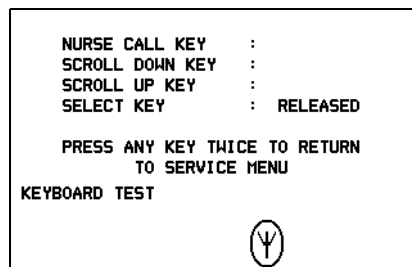 NURSE CALL KEY :
SCROLL DOWN KEY :
SCROLL UP KEY :
SELECT KEY : RELEASED
PRESS ANY KEY TWICE TO RETURN
TO SERVICE MENU
KEYBOARD TEST